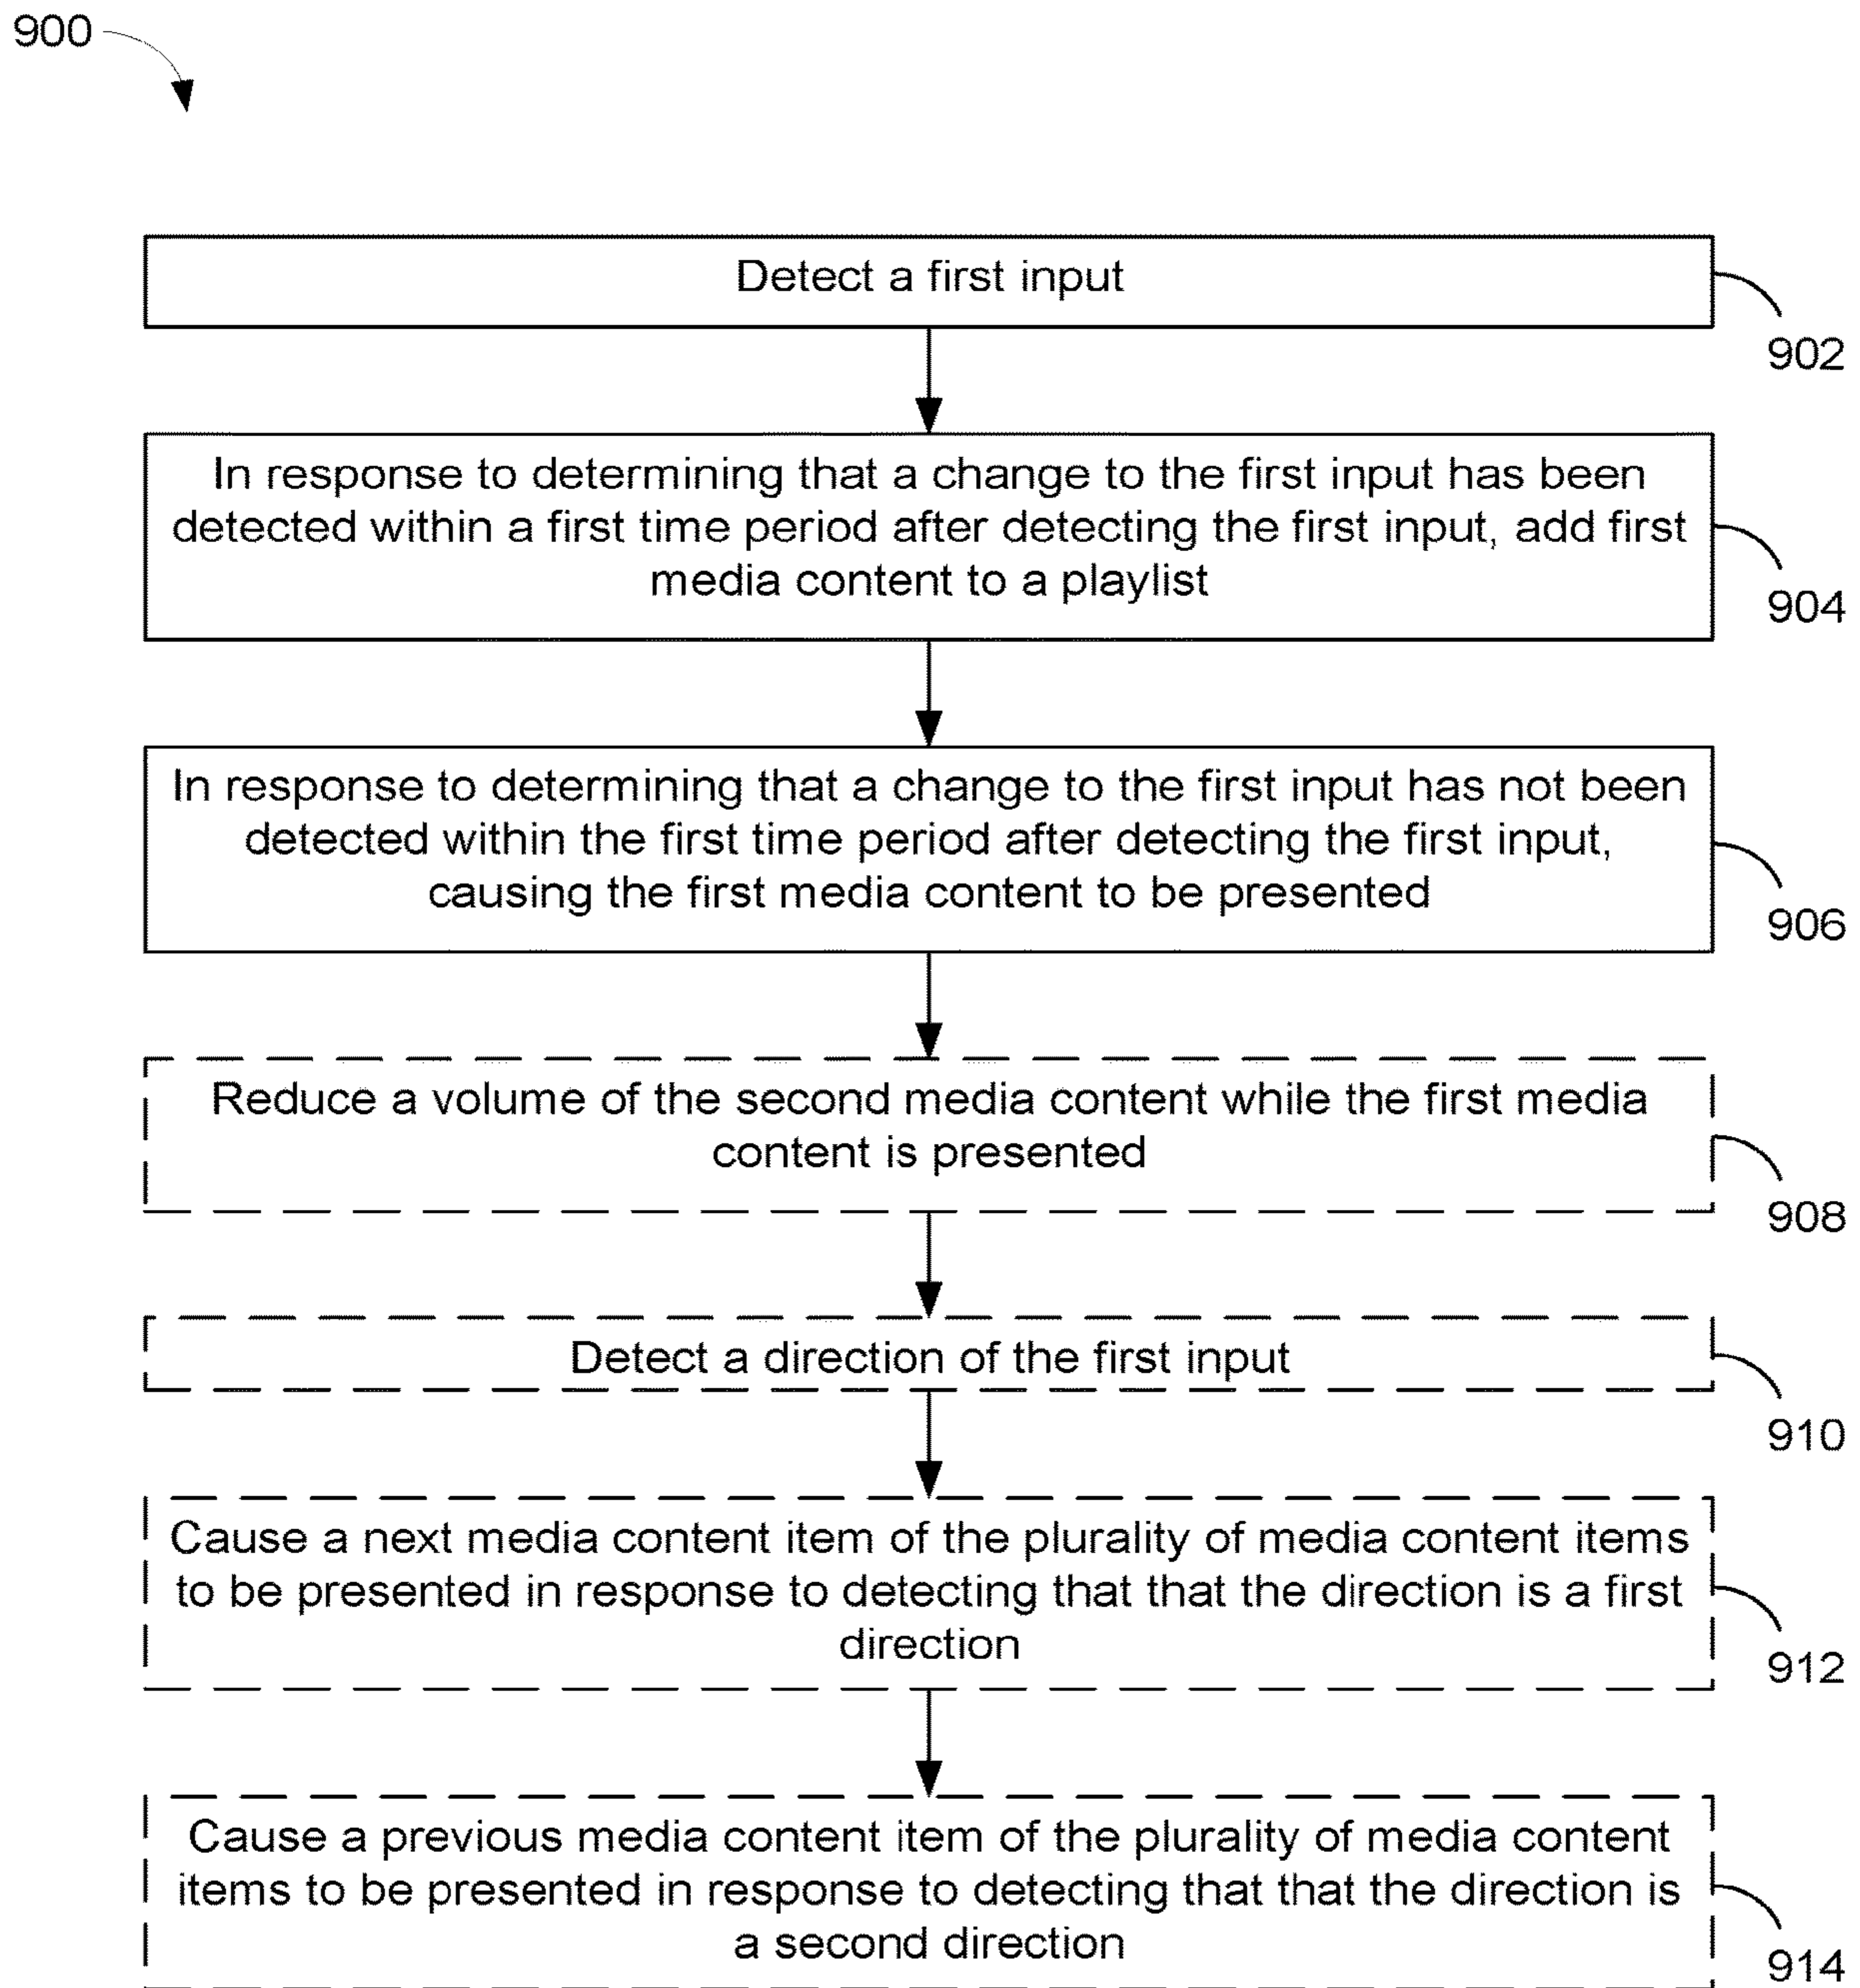 900
Detect a first input
902
In response to determining that a change to the first input has been
detected within a first time period after detecting the first input, add first
media content to a playlist
904
In response to determining that a change to the first input has not been
detected within the first time period after detecting the first input,
causing the first media content to be presented
906
Reduce a volume of the second media content while the first media
content is presented
908
Detect a direction of the first input
910
Cause a next media content item of the plurality of media content items
to be presented in response to detecting that that the direction is a first
direction
912
Cause a previous media content item of the plurality of media content
items to be presented in response to detecting that that the direction is
a second direction
914